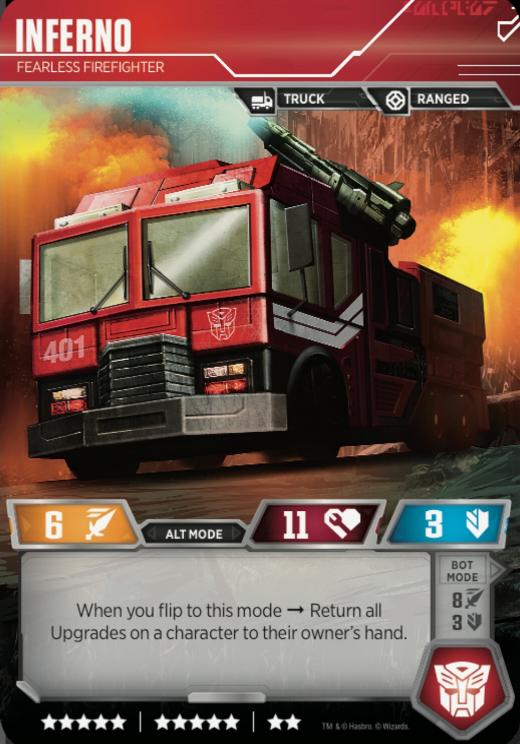 INFERNO
FEARLESS FIREFIGHTER
TRUCK
RANGED
401
6
ALT MODE
11
3
BOT
MODE
8
3
When you flip to this mode → Return all
Upgrades on a character to their owner's hand.
★★★★★ | ★★★★★ | ★★
TM & © Hasbro. © Wizards.